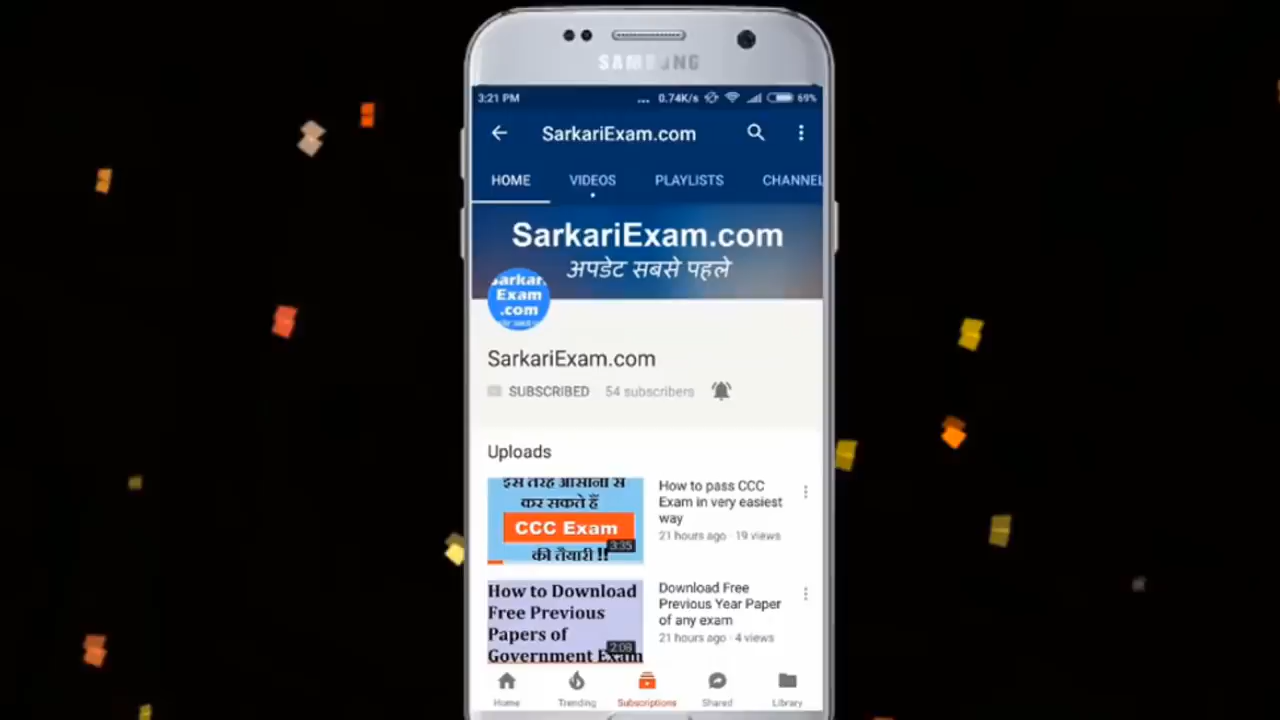 SAMSUNG
3:21 PM ... 0.74K/s 69%
SarkariExam.com
HOME VIDEOS PLAYLISTS CHANNEL
SarkariExam.com
अपडेट सबसे पहले
Sarkari
Exam
.com
SarkariExam.com
SUBSCRIBED 54 subscribers
Uploads
इस तरह आसानी से
कर सकते हैं
CCC Exam
की तैयारी !!
3:35
How to pass CCC
Exam in very easiest
way
21 hours ago · 19 views
How to Download
Free Previous
Papers of
Government Exam
2:08
Download Free
Previous Year Paper
of any exam
21 hours ago · 4 views
Home Trending Subscriptions Shared Library